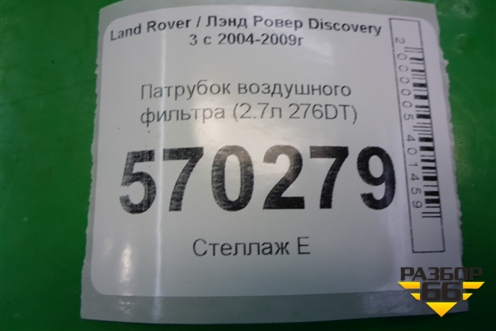 Land Rover / Лэнд Ровер Discovery
3 с 2004-2009г
Патрубок воздушного
фильтра (2.7л 276DT)
570279
Стеллаж Е
2000005401459
РАЗБОР
66